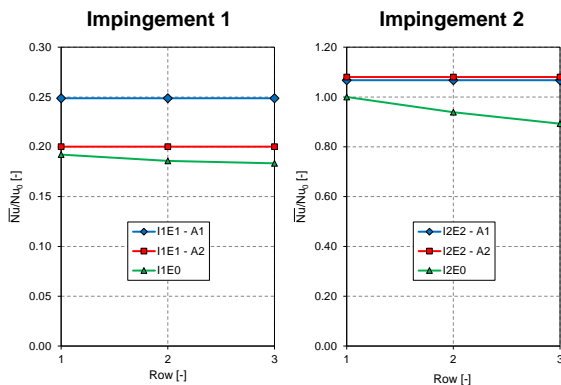 Impingement 1
0.30
0.25
0.20
0.15
0.10
0.05
0.00
Nu/Nu₀ [-]
I1E1 - A1
I1E1 - A2
I1E0
1 2 3
Row [-]
Impingement 2
1.20
1.00
0.80
0.60
0.40
0.20
0.00
Nu/Nu₀ [-]
I2E2 - A1
I2E2 - A2
I2E0
1 2 3
Row [-]